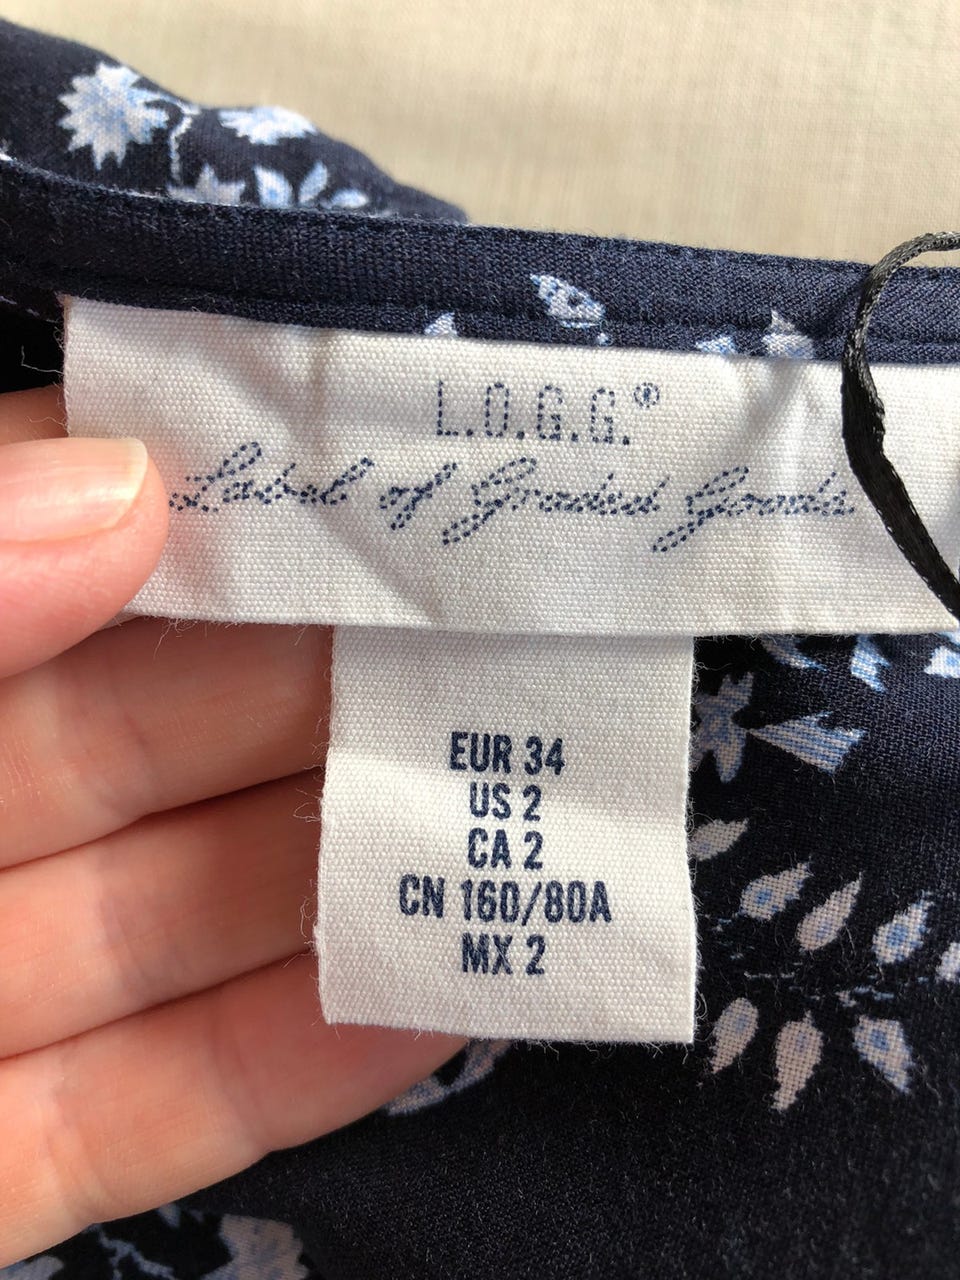 L.O.G.G.®
Label of Graded Goods
EUR 34
US 2
CA 2
CN 160/80A
MX 2